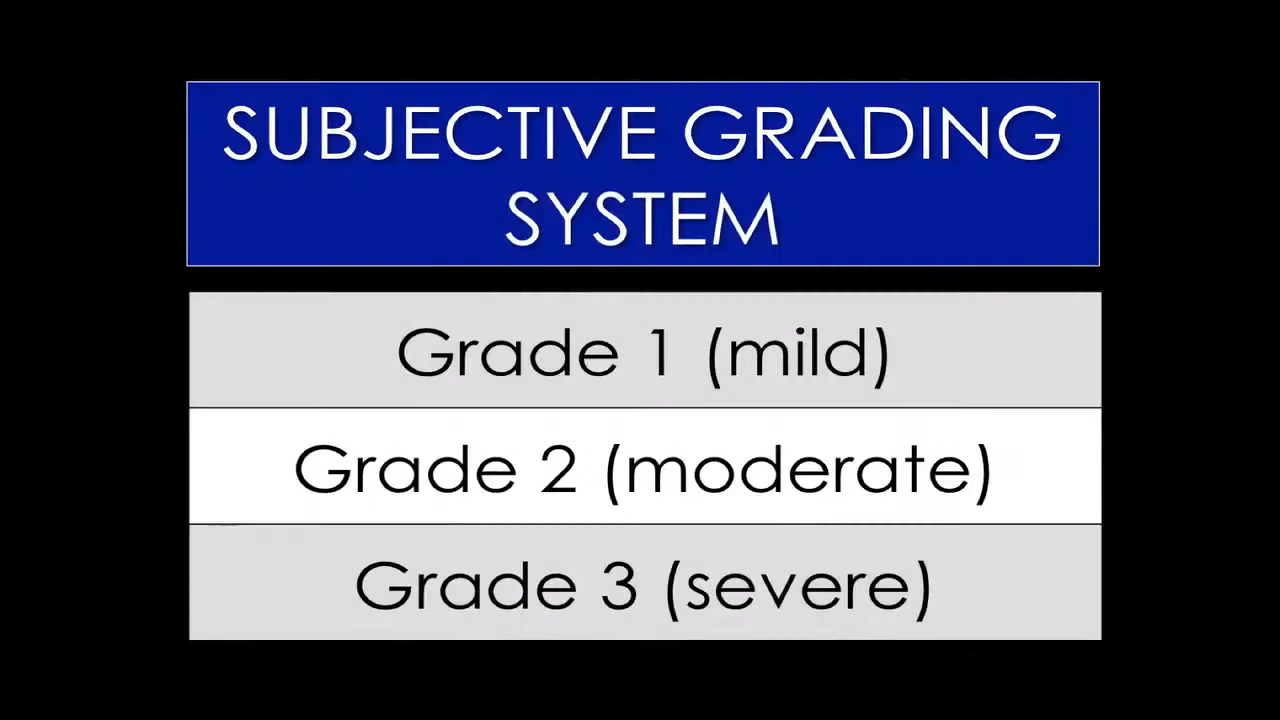 SUBJECTIVE GRADING
SYSTEM
Grade 1 (mild)
Grade 2 (moderate)
Grade 3 (severe)